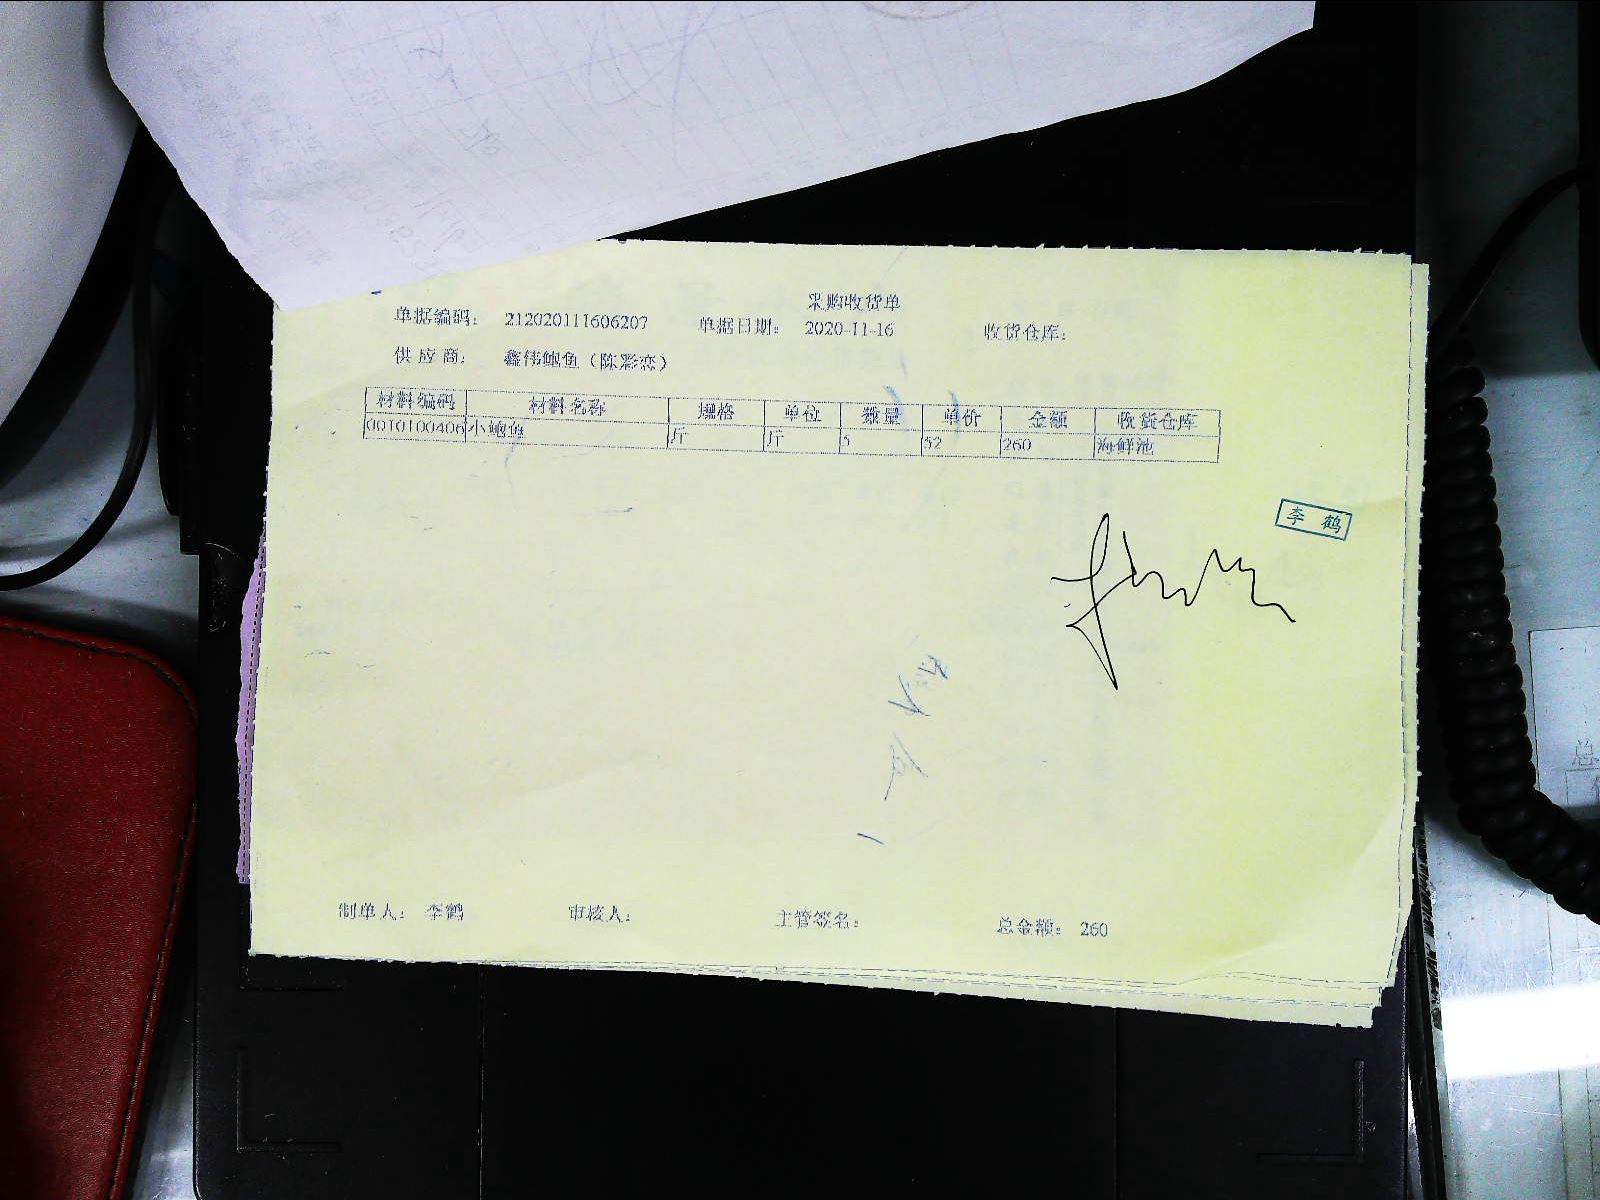 采购收货单
单据编码： 212020111606207 单据日期： 2020-11-16 收货仓库：
供 应 商： 鑫伟鲍鱼（陈彩恋）
材料编码 材料名称 规格 单位 数量 单价 金额 收货仓库
0010100406 小鲍鱼 斤 斤 5 52 260 海鲜池
李 鹤
制单人： 李鹤 审核人： 主管签名： 总金额： 260
总